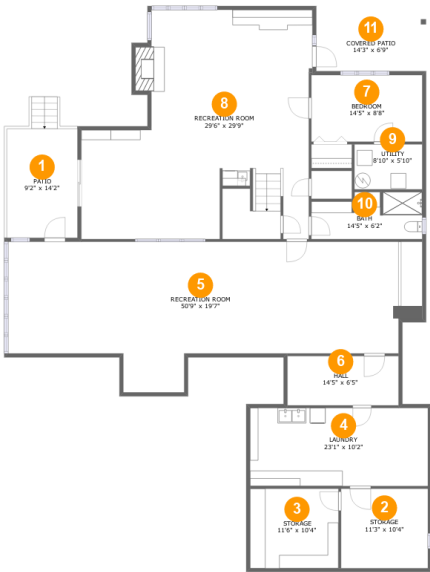 11
COVERED PATIO
14'3" x 6'9"
7
BEDROOM
14'5" x 8'8"
8
RECREATION ROOM
29'6" x 29'9"
9
UTILITY
8'10" x 5'10"
1
PATIO
9'2" x 14'2"
10
BATH
14'5" x 6'2"
5
RECREATION ROOM
50'9" x 19'7"
6
HALL
14'5" x 6'5"
4
LAUNDRY
23'1" x 10'2"
3
STORAGE
11'6" x 10'4"
2
STORAGE
11'3" x 10'4"